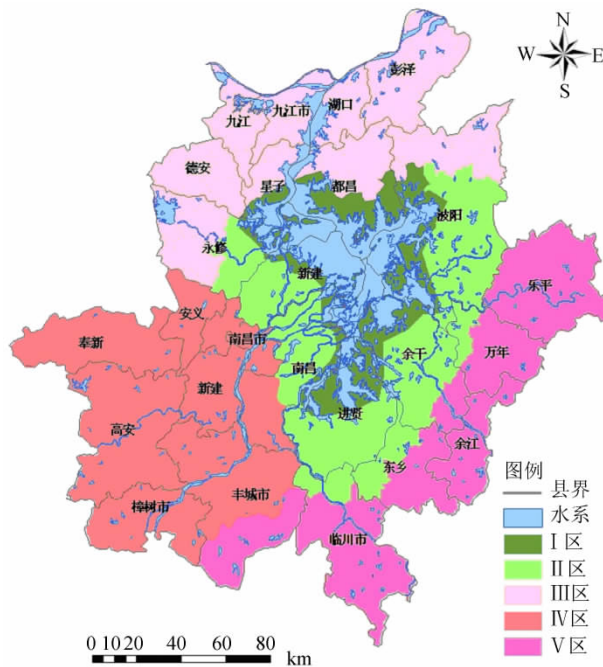 N
W E
S
彭泽
湖口
九江市
九江
德安
星子
都昌
波阳
永修
新建
乐平
安义
奉新
南昌市
万年
余干
南昌
新建
进贤
高安
余江
东乡
丰城市
樟树市
临川市
图例
县界
水系
I 区
II 区
III区
IV区
V 区
0 10 20 40 60 80
km